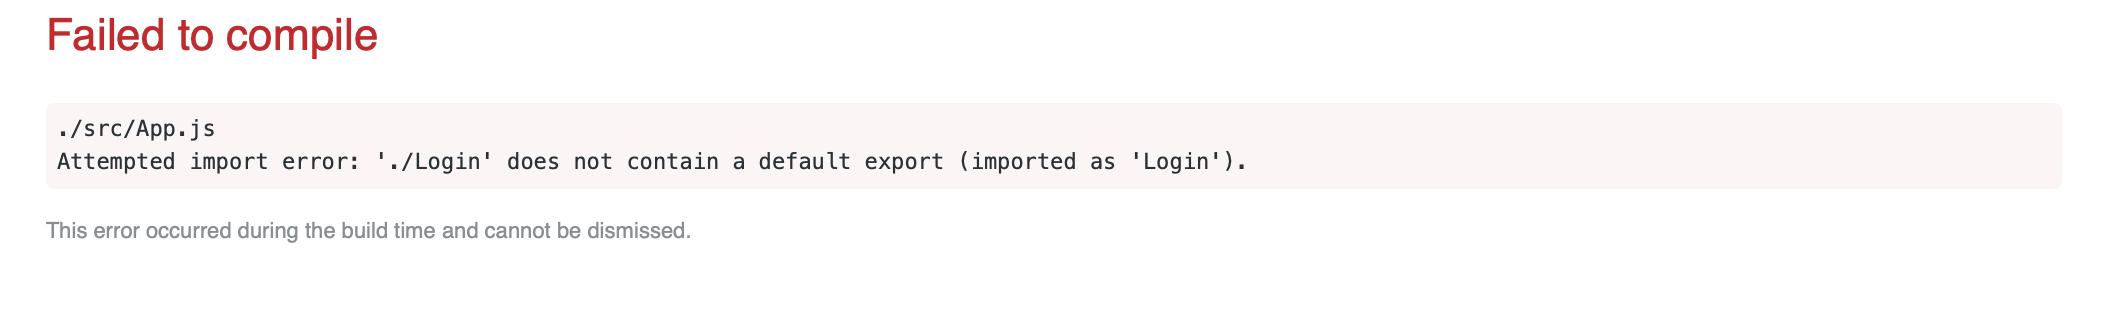 Failed to compile
./src/App.js
Attempted import error: './Login' does not contain a default export (imported as 'Login').
This error occurred during the build time and cannot be dismissed.